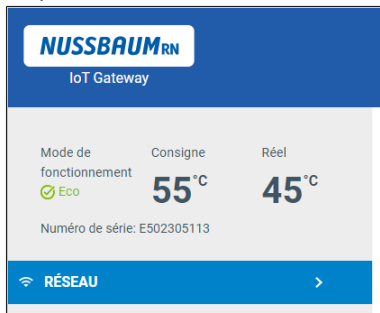 NUSSBAUM RN
IoT Gateway
Mode de fonctionnement
Consigne
Réel
Eco
55°C
45°C
Numéro de série: E502305113
RÉSEAU